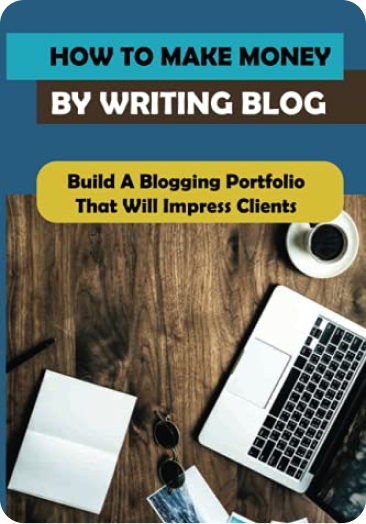 HOW TO MAKE MONEY
BY WRITING BLOG
Build A Blogging Portfolio
That Will Impress Clients